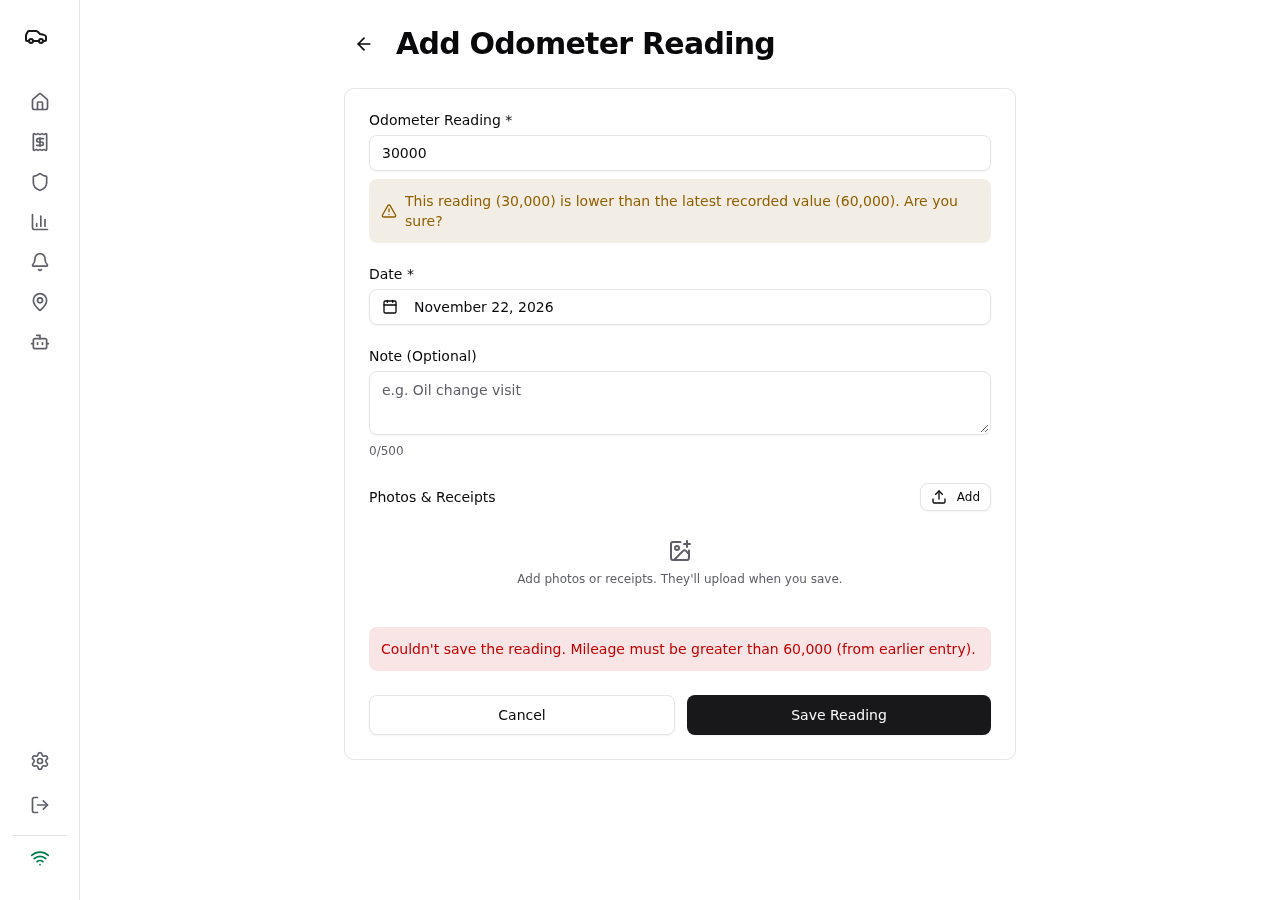 Add Odometer Reading
Odometer Reading *
30000
This reading (30,000) is lower than the latest recorded value (60,000). Are you
sure?
Date *
November 22, 2026
Note (Optional)
e.g. Oil change visit
0/500
Photos & Receipts
Add
Add photos or receipts. They'll upload when you save.
Couldn't save the reading. Mileage must be greater than 60,000 (from earlier entry).
Cancel
Save Reading